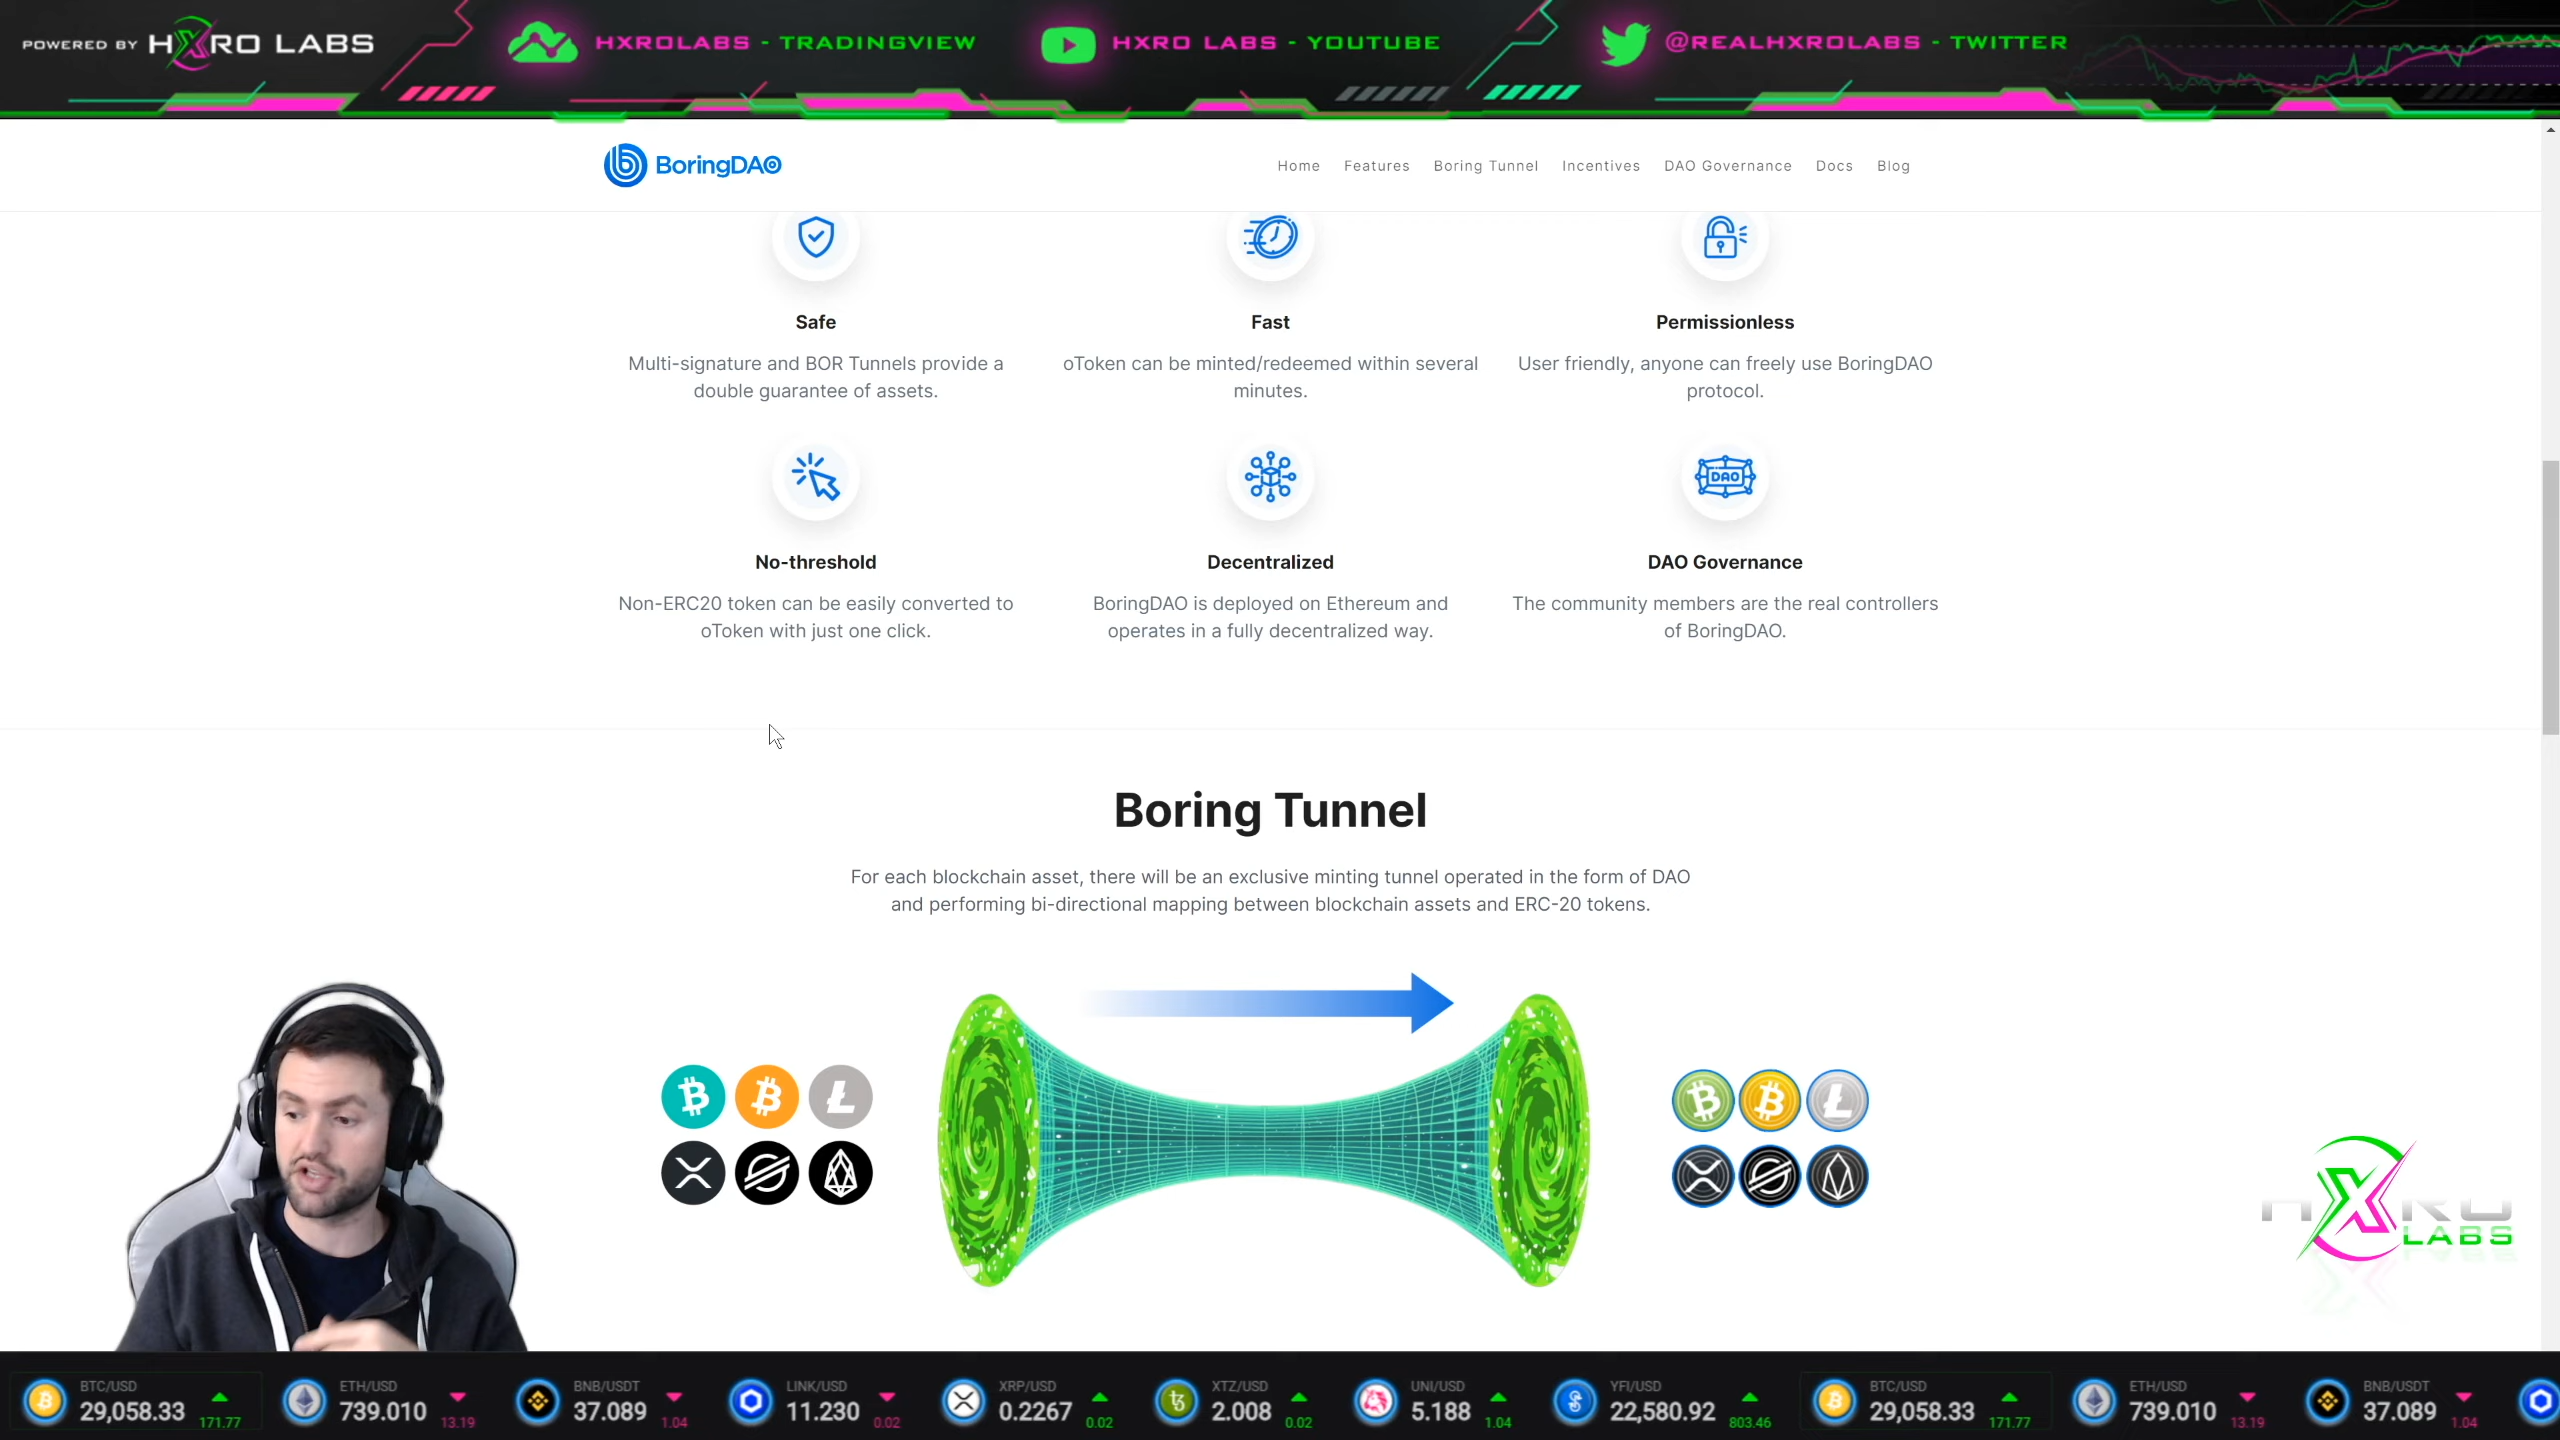 POWERED BY HXRO LABS
HXROLABS - TRADINGVIEW
HXRO LABS - YOUTUBE
@REALHXROLABS - TWITTER
BoringDAO
Home Features Boring Tunnel Incentives DAO Governance Docs Blog
Safe
Multi-signature and BOR Tunnels provide a
double guarantee of assets.
Fast
oToken can be minted/redeemed within several
minutes.
Permissionless
User friendly, anyone can freely use BoringDAO
protocol.
No-threshold
Non-ERC20 token can be easily converted to
oToken with just one click.
Decentralized
BoringDAO is deployed on Ethereum and
operates in a fully decentralized way.
DAO
DAO Governance
The community members are the real controllers
of BoringDAO.
Boring Tunnel
For each blockchain asset, there will be an exclusive minting tunnel operated in the form of DAO
and performing bi-directional mapping between blockchain assets and ERC-20 tokens.
HXRO
LABS
BTC/USD
29,058.33 171.77
ETH/USD
739.010 13.19
BNB/USDT
37.089 1.04
LINK/USD
11.230 0.02
XRP/USD
0.2267 0.02
XTZ/USD
2.008 0.02
UNI/USD
5.188 1.04
YFI/USD
22,580.92 803.46
BTC/USD
29,058.33 171.77
ETH/USD
739.010 13.19
BNB/USDT
37.089 1.04